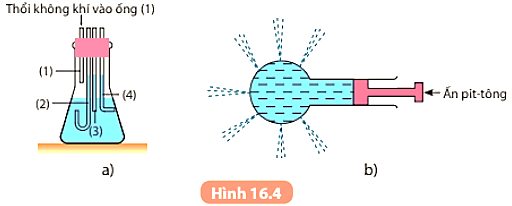 Thổi không khí vào ống (1)
(1)
(2)
(3)
(4)
a)
Ấn pit-tông
b)
Hình 16.4